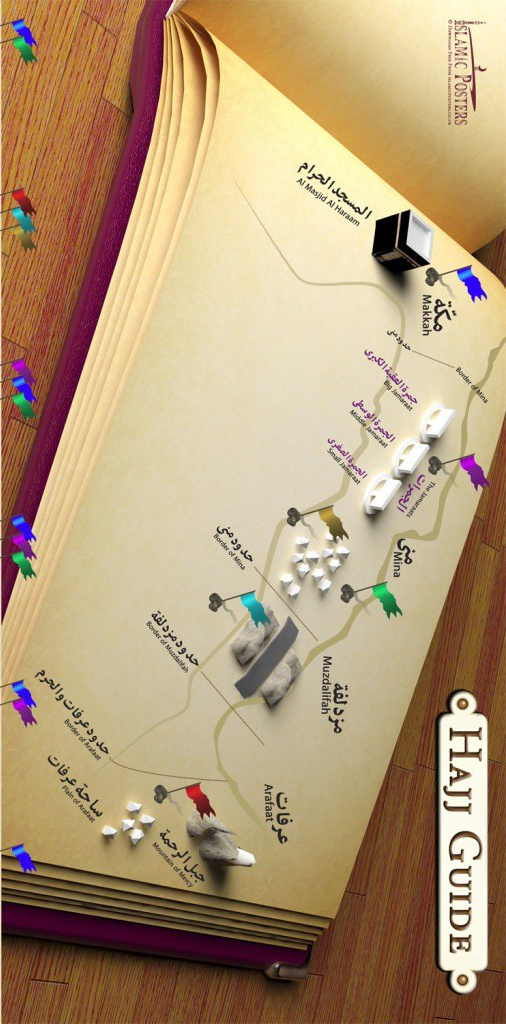 ISLAMIC POSTERS
HAJJ GUIDE
المسجد الحرام
Al Masjid Al Haraam
مكة
Makkah
حدود منى
Border of Mina
جمرة العقبة الكبرى
Big Jamaraat
الجمرة الوسطى
Middle Jamaraat
الجمرة الصغرى
Small Jamaraat
الجمرات
The Jamaraats
منى
Mina
حدود منى
Border of Mina
مزدلفة
Muzdalifah
حدود مزدلفة
Border of Muzdalifah
عرفات
Arafaat
حدود عرفات والحرم
Border of Arafaat
ساحة عرفات
Plain of Arafaat
جبل الرحمة
Mountain of Mercy